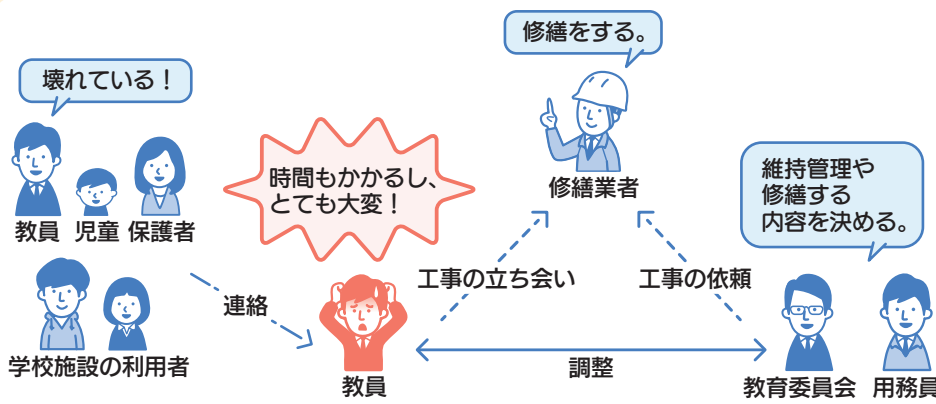 修繕をする。
壊れている！
時間もかかるし、
とても大変！
維持管理や
修繕する
内容を決める。
教員 児童 保護者
修繕業者
工事の立ち会い
工事の依頼
連絡
学校施設の利用者
教員
調整
教育委員会 用務員